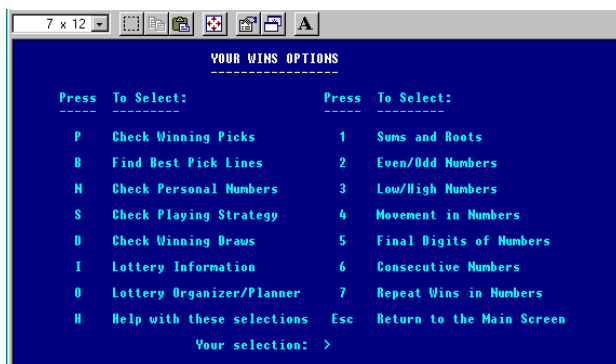 7 x 12
A
YOUR WINS OPTIONS
-----------------
Press To Select: Press To Select:
----- ---------- ----- ----------
P Check Winning Picks 1 Sums and Roots
B Find Best Pick Lines 2 Even/Odd Numbers
N Check Personal Numbers 3 Low/High Numbers
S Check Playing Strategy 4 Movement in Numbers
D Check Winning Draws 5 Final Digits of Numbers
I Lottery Information 6 Consecutive Numbers
O Lottery Organizer/Planner 7 Repeat Wins in Numbers
H Help with these selections Esc Return to the Main Screen
Your selection: >